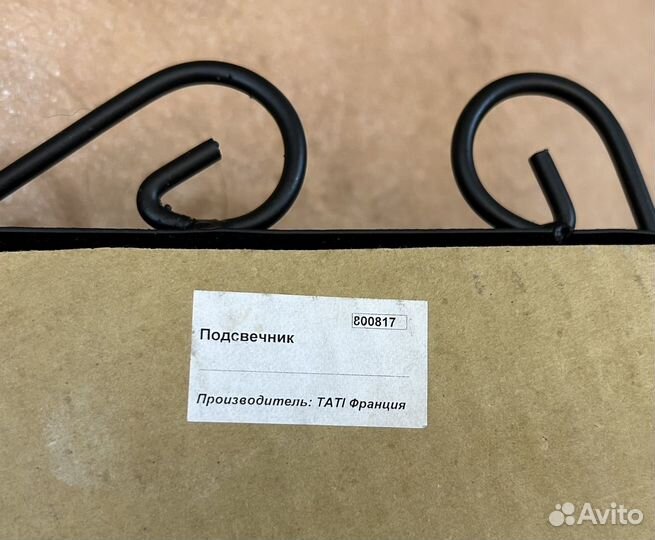 800817
Подсвечник
Производитель: TATI Франция
Avito